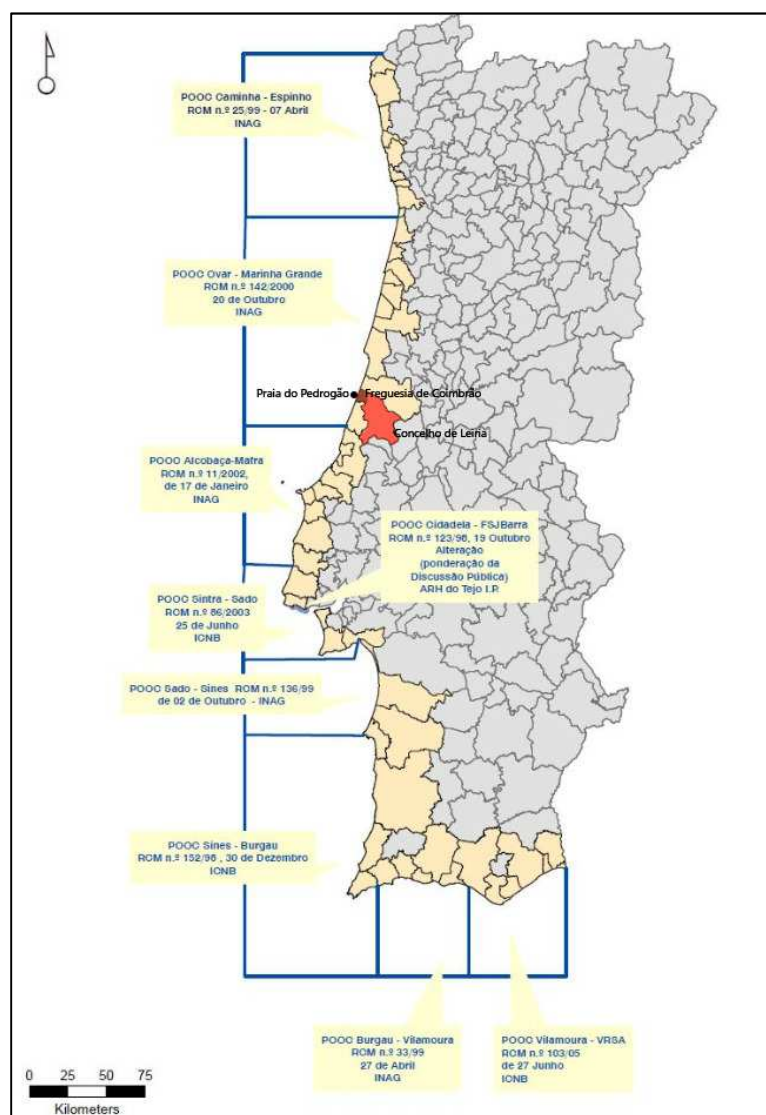 POOC Caminha - Espinho
RCM n.º 25/99 - 07 Abril
INAG
POOC Ovar - Marinha Grande
RCM n.º 142/2000
20 de Outubro
INAG
Praia do Pedrogão
Freguesia de Coimbrão
Concelho de Leiria
POOC Alcobaça-Mafra
RCM n.º 11/2002,
de 17 de Janeiro
INAG
POOC Cidadela - FSJBarra
RCM n.º 123/98, 19 Outubro
Alteração
(ponderação da
Discussão Pública)
ARH do Tejo I.P.
POOC Sintra - Sado
RCM n.º 86/2003
25 de Junho
ICNB
POOC Sado - Sines RCM n.º 136/99
de 02 de Outubro - INAG
POOC Sines - Burgau
RCM n.º 152/98 , 30 de Dezembro
ICNB
POOC Burgau - Vilamoura
RCM n.º 33/99
27 de Abril
INAG
POOC Vilamoura - VRSA
RCM n.º 103/05
de 27 Junho
ICNB
0 25 50 75
Kilometers